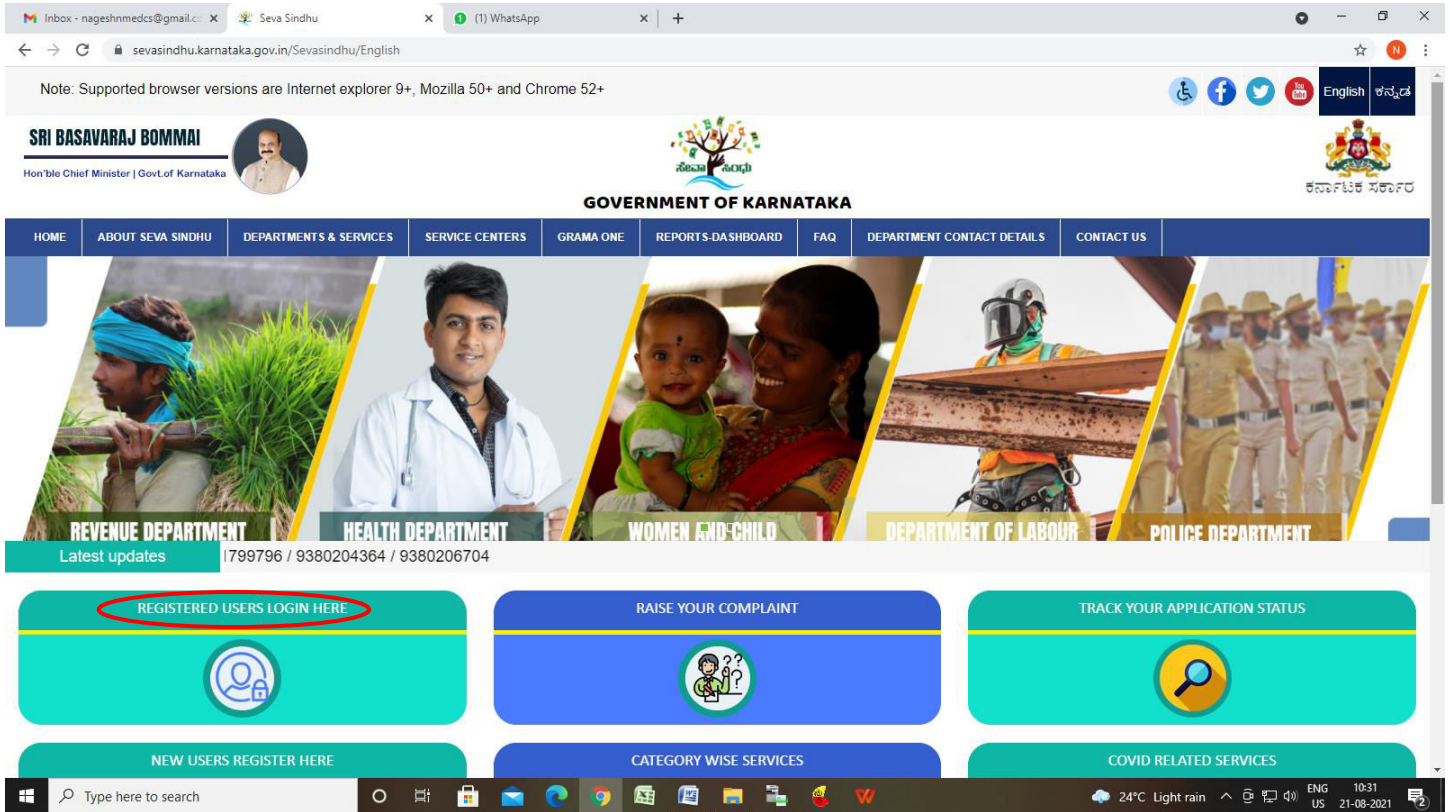 Inbox - nageshnmedcs@gmail.cc
Seva Sindhu
(1) WhatsApp
sevasindhu.karnataka.gov.in/Sevasindhu/English
N
Note: Supported browser versions are Internet explorer 9+, Mozilla 50+ and Chrome 52+
You Tube
English ಕನ್ನಡ
SRI BASAVARAJ BOMMAI
Hon'ble Chief Minister | Govt.of Karnataka
ಸೇವಾ ಸಿಂಧು
GOVERNMENT OF KARNATAKA
ಕರ್ನಾಟಕ ಸರ್ಕಾರ
HOME ABOUT SEVA SINDHU DEPARTMENTS & SERVICES SERVICE CENTERS GRAMA ONE REPORTS-DASHBOARD FAQ DEPARTMENT CONTACT DETAILS CONTACT US
REVENUE DEPARTMENT HEALTH DEPARTMENT WOMEN AND CHILD DEPARTMENT OF LABOUR POLICE DEPARTMENT
Latest updates 799796 / 9380204364 / 9380206704
REGISTERED USERS LOGIN HERE RAISE YOUR COMPLAINT TRACK YOUR APPLICATION STATUS
NEW USERS REGISTER HERE CATEGORY WISE SERVICES COVID RELATED SERVICES
Type here to search
24°C Light rain
ENG
US
10:31
21-08-2021
2